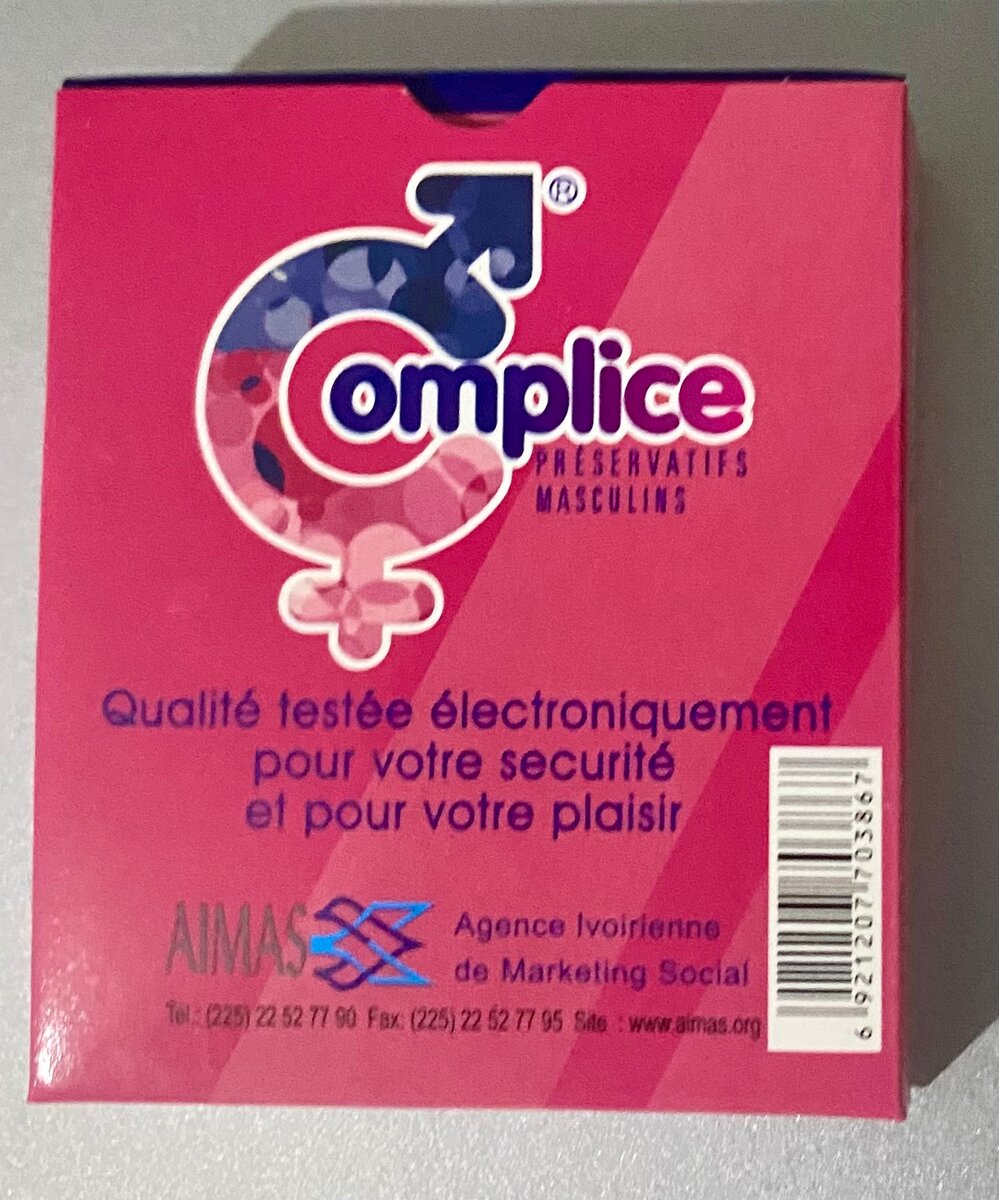 Complice®
PRÉSERVATIFS
MASCULINS
Qualité testée électroniquement
pour votre securité
et pour votre plaisir
AIMAS
Agence Ivoirienne
de Marketing Social
Tel.: (225) 22 52 77 90 Fax: (225) 22 52 77 95 Site : www.aimas.org
6 921207 703867